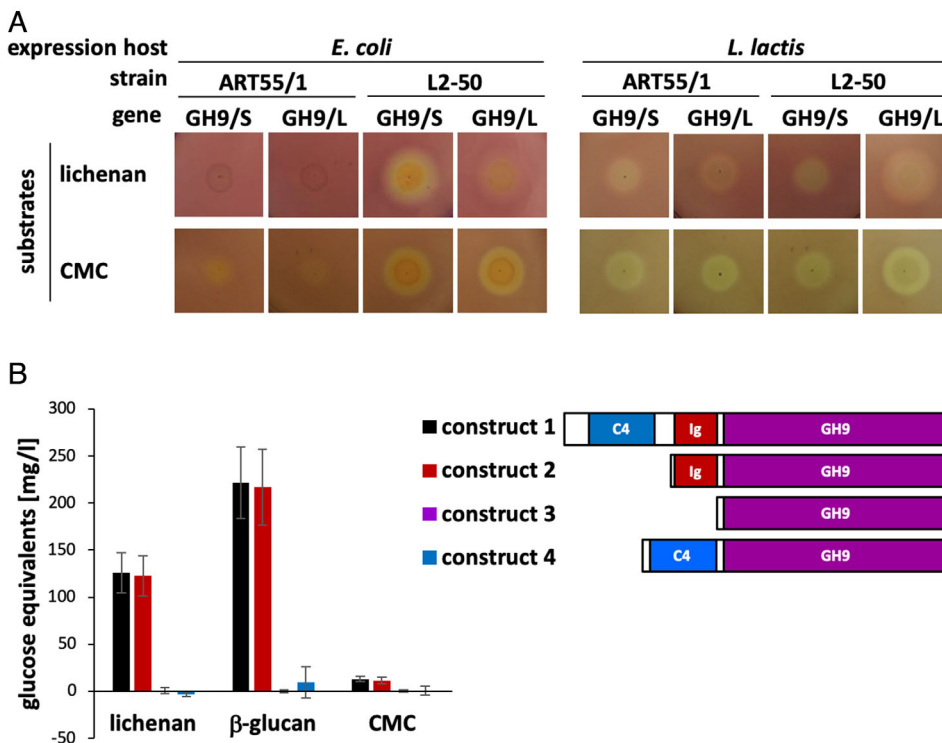 A
expression host E. coli L. lactis
strain ART55/1 L2-50 ART55/1 L2-50
gene GH9/S GH9/L GH9/S GH9/L GH9/S GH9/L GH9/S GH9/L
substrates
lichenan
CMC
B
glucose equivalents [mg/l]
300
250
200
150
100
50
0
-50
lichenan β-glucan CMC
construct 1 C4 Ig GH9
construct 2 Ig GH9
construct 3 GH9
construct 4 C4 GH9